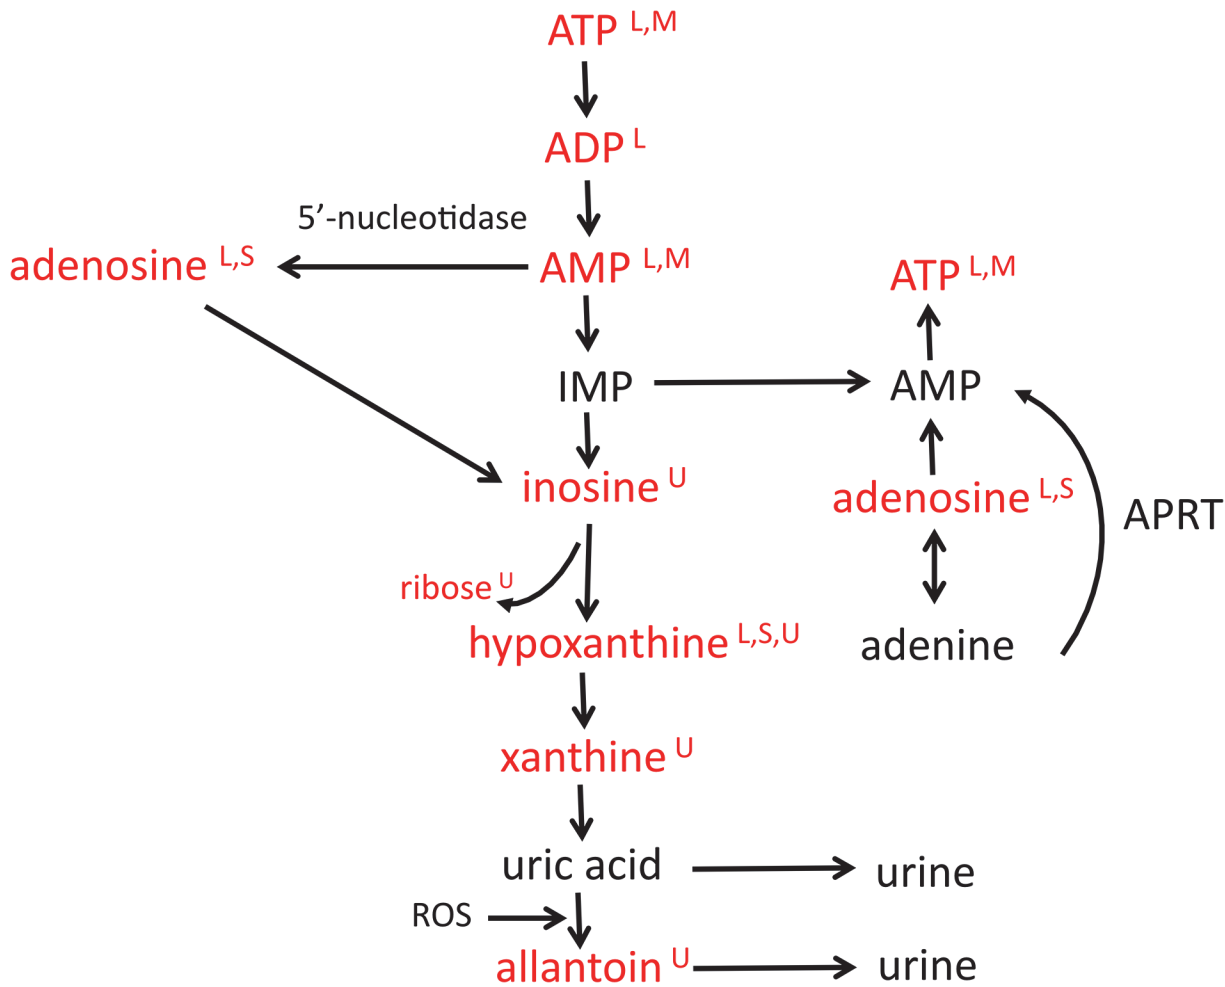 ATP L,M
ADP L
5’-nucleotidase
adenosine L,S
AMP L,M
ATP L,M
IMP
AMP
inosine U
adenosine L,S
APRT
ribose U
hypoxanthine L,S,U
adenine
xanthine U
uric acid
urine
ROS
allantoin U
urine